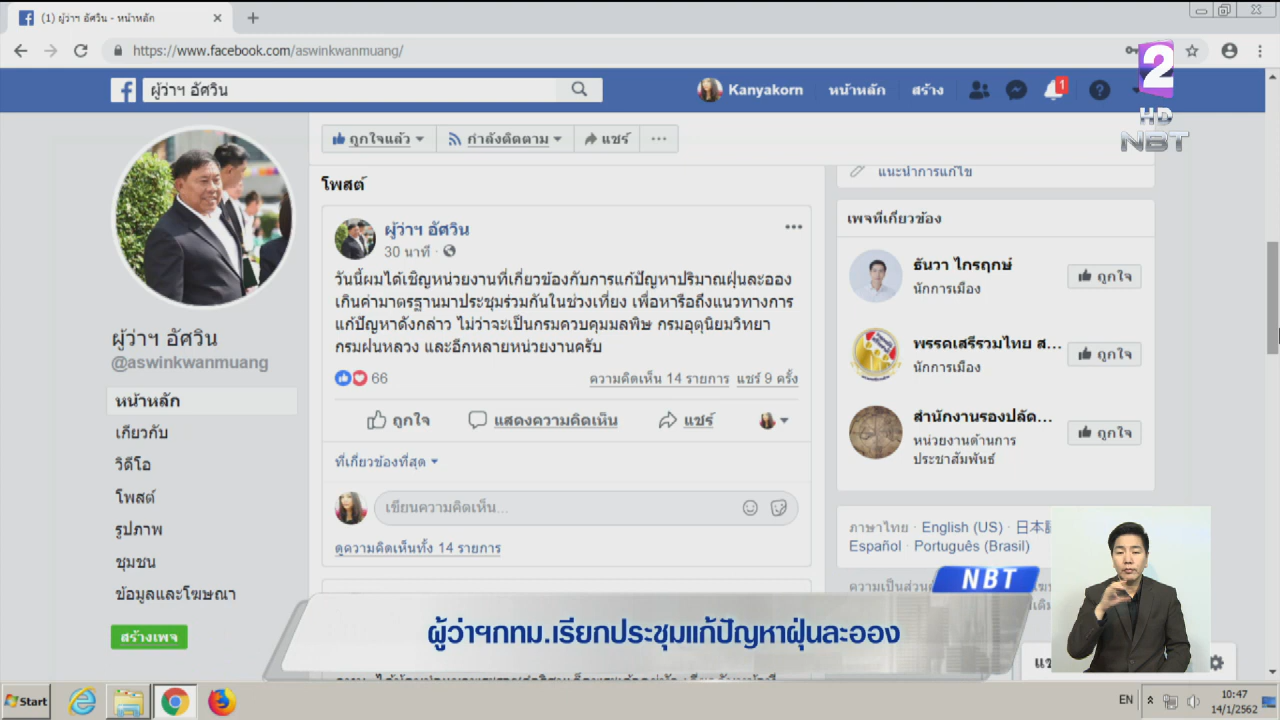 (1) ผู้ว่าฯ อัศวิน - หน้าหลัก
https://www.facebook.com/aswinkwanmuang/
ผู้ว่าฯ อัศวิน
Kanyakorn
หน้าหลัก
สร้าง
1
2
HD
NBT
ถูกใจแล้ว
กำลังติดตาม
แชร์
แนะนำการแก้ไข
โพสต์
ผู้ว่าฯ อัศวิน
30 นาที ·
วันนี้ผมได้เชิญหน่วยงานที่เกี่ยวข้องกับการแก้ปัญหาปริมาณฝุ่นละออง
เกินค่ามาตรฐานมาประชุมร่วมกันในช่วงเที่ยง เพื่อหารือถึงแนวทางการ
แก้ปัญหาดังกล่าว ไม่ว่าจะเป็นกรมควบคุมมลพิษ กรมอุตุนิยมวิทยา
กรมฝนหลวง และอีกหลายหน่วยงานครับ
66
ความคิดเห็น 14 รายการ แชร์ 9 ครั้ง
ถูกใจ
แสดงความคิดเห็น
แชร์
ที่เกี่ยวข้องที่สุด
เขียนความคิดเห็น...
ดูความคิดเห็นทั้ง 14 รายการ
ผู้ว่าฯ อัศวิน
@aswinkwanmuang
หน้าหลัก
เกี่ยวกับ
วิดีโอ
โพสต์
รูปภาพ
ชุมชน
ข้อมูลและโฆษณา
สร้างเพจ
เพจที่เกี่ยวข้อง
ธันวา ไกรฤกษ์
นักการเมือง
ถูกใจ
พรรคเสรีรวมไทย ส...
นักการเมือง
ถูกใจ
สำนักงานรองปลัด...
หน่วยงานด้านการ
ประชาสัมพันธ์
ถูกใจ
ภาษาไทย · English (US) · 日本語
Español · Português (Brasil)
ความเป็นส่วนตัว
NBT
ผู้ว่าฯกทม.เรียกประชุมแก้ปัญหาฝุ่นละออง
Start
EN
10:47
14/1/2562